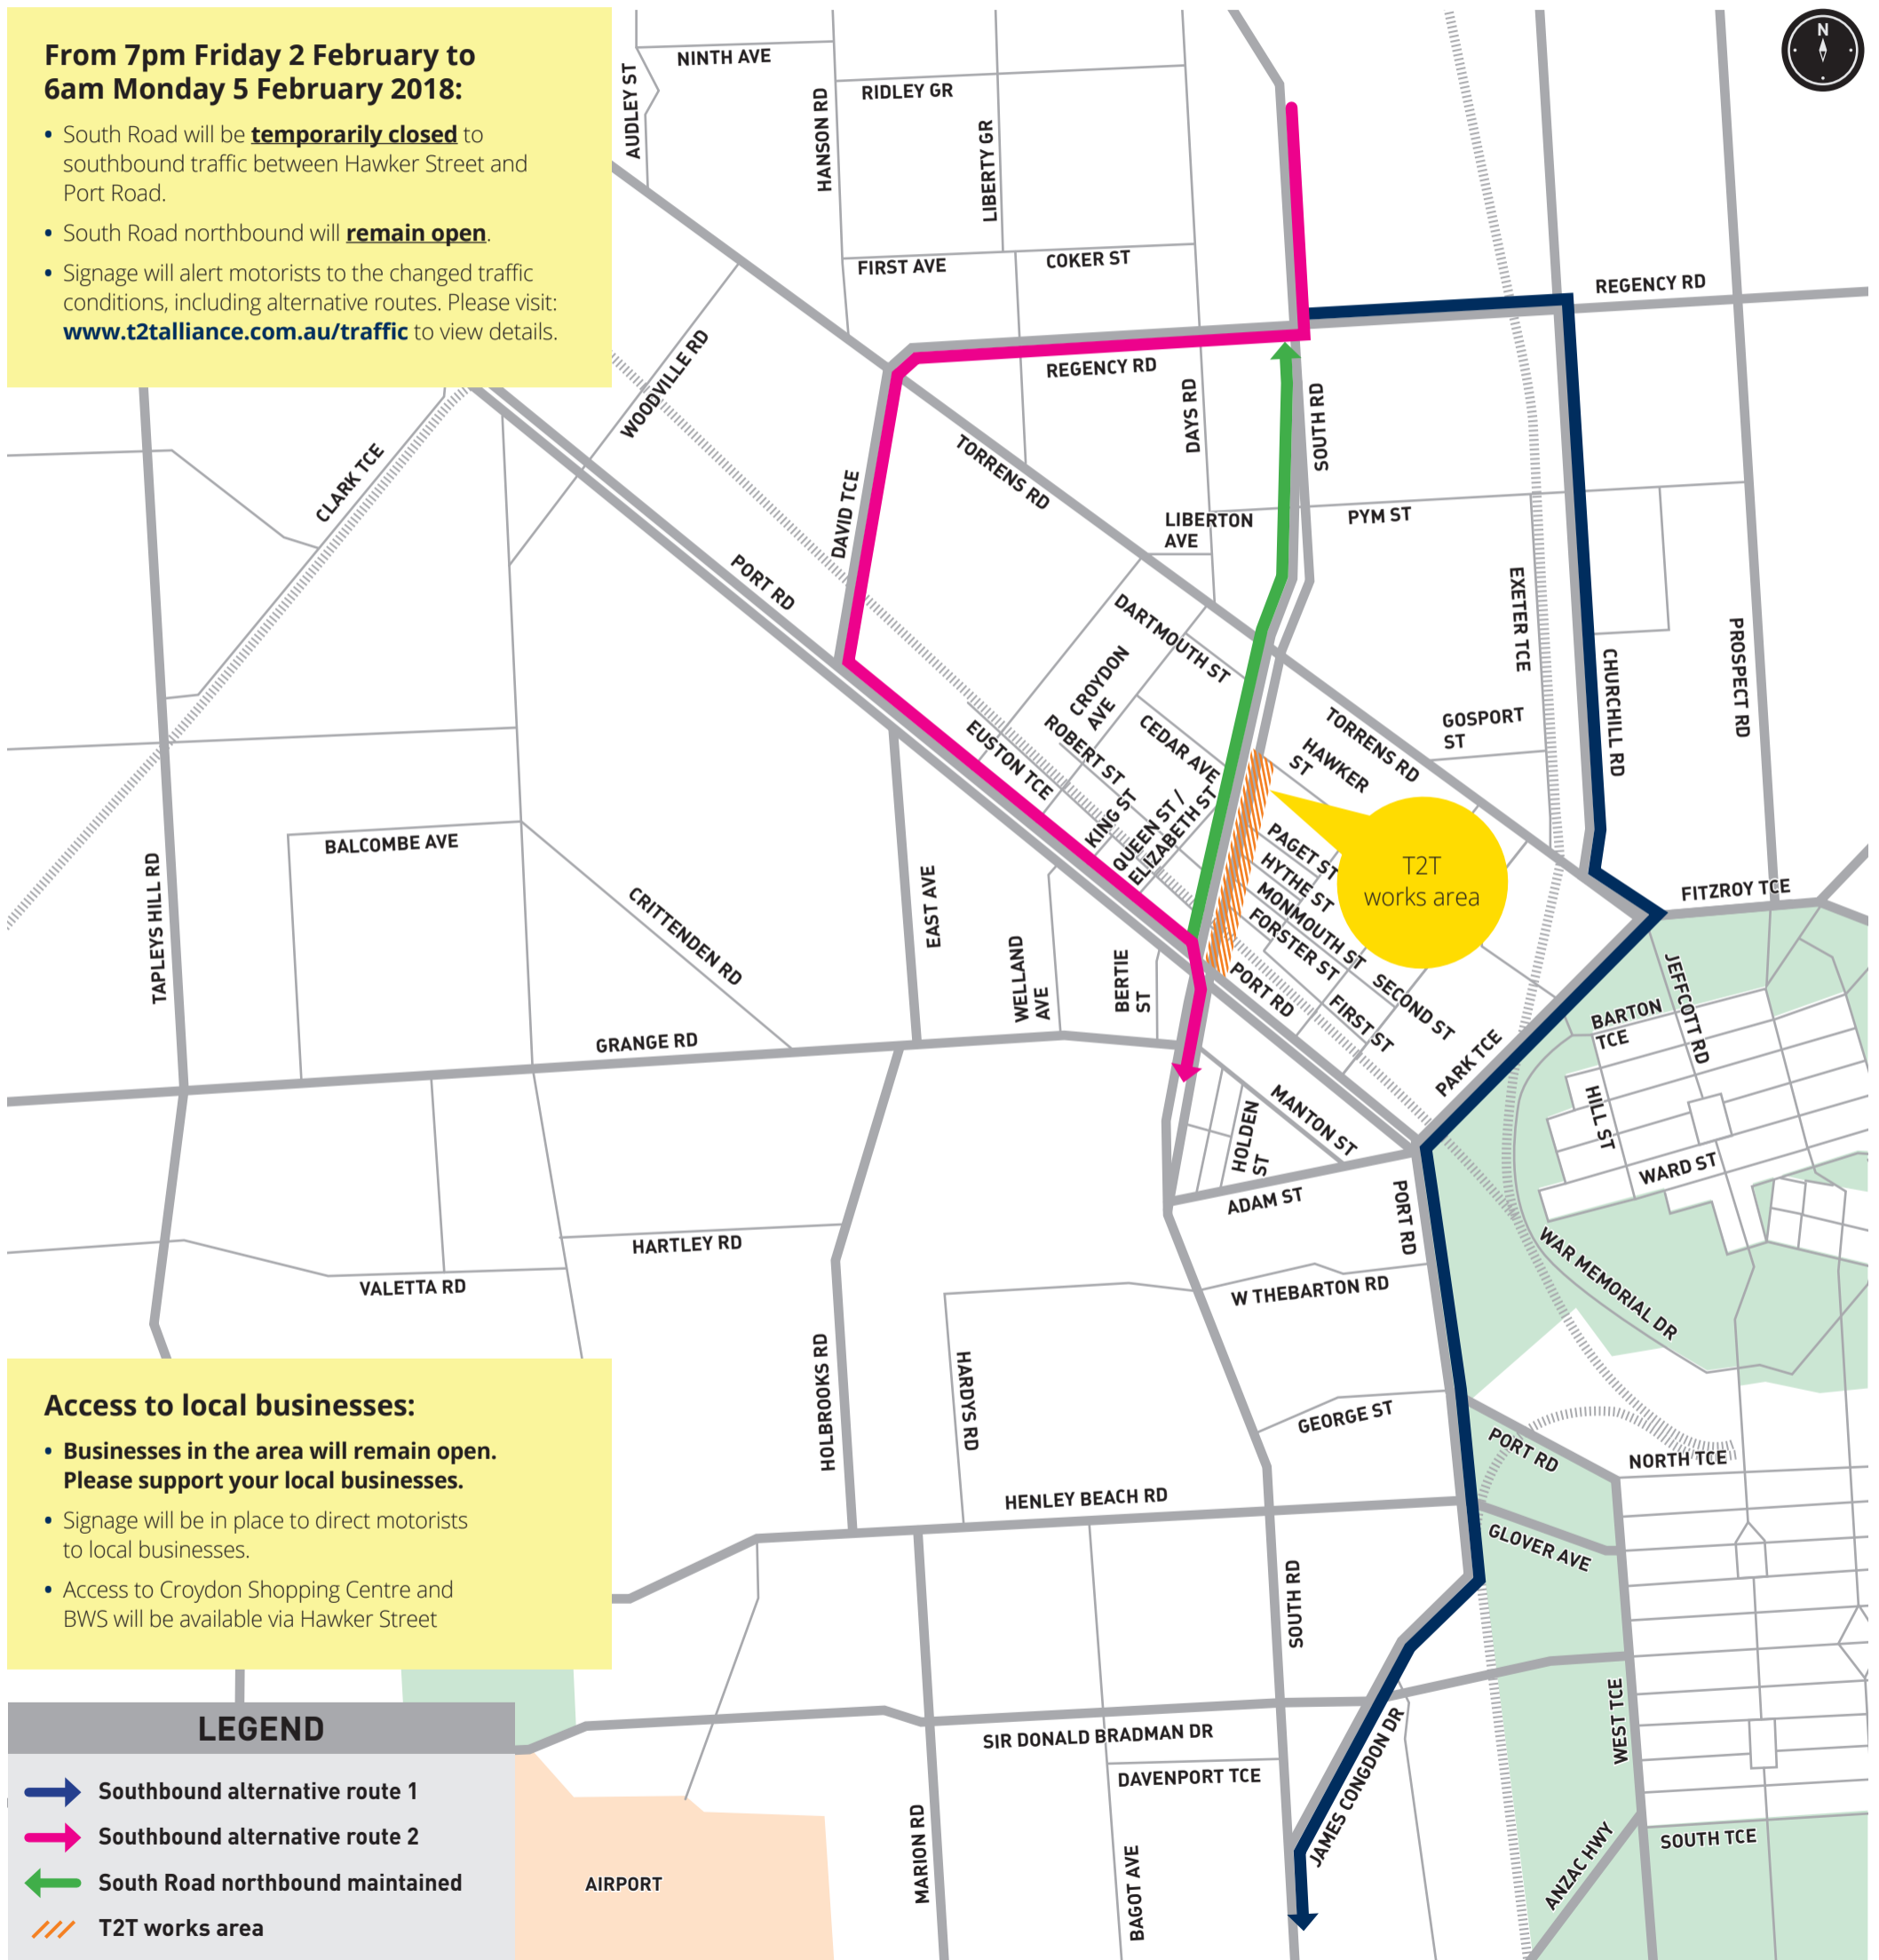 From 7pm Friday 2 February to
6am Monday 5 February 2018:
• South Road will be temporarily closed to
southbound traffic between Hawker Street and
Port Road.
• South Road northbound will remain open.
• Signage will alert motorists to the changed traffic
conditions, including alternative routes. Please visit:
www.t2talliance.com.au/traffic to view details.
N
NINTH AVE
AUDLEY ST
HANSON RD
RIDLEY GR
LIBERTY GR
FIRST AVE
COKER ST
REGENCY RD
WOODVILLE RD
REGENCY RD
DAYS RD
SOUTH RD
CLARK TCE
DAVID TCE
TORRENS RD
LIBERTON
AVE
PYM ST
PORT RD
EXETER TCE
DARTMOUTH ST
CROYDON
AVE
CHURCHILL RD
PROSPECT RD
ROBERT ST
CEDAR AVE
EUSTON TCE
TORRENS RD
GOSPORT
ST
HAWKER
ST
KING ST
QUEEN ST /
ELIZABETH ST
BALCOMBE AVE
PAGET ST
HYTHE ST
MONMOUTH ST
FORSTER ST
T2T
works area
FITZROY TCE
TAPLEYS HILL RD
CRITTENDEN RD
EAST AVE
WELLAND
AVE
BERTIE
ST
PORT RD
FIRST ST
SECOND ST
JEFFCOTT RD
BARTON
TCE
GRANGE RD
PARK TCE
HILL ST
MANTON ST
HOLDEN
ST
WARD ST
ADAM ST
PORT RD
HARTLEY RD
VALETTA RD
W THEBARTON RD
WAR MEMORIAL DR
HOLBROOKS RD
HARDYS RD
GEORGE ST
PORT RD
NORTH TCE
HENLEY BEACH RD
GLOVER AVE
Access to local businesses:
• Businesses in the area will remain open.
Please support your local businesses.
• Signage will be in place to direct motorists
to local businesses.
• Access to Croydon Shopping Centre and
BWS will be available via Hawker Street
SOUTH RD
WEST TCE
SIR DONALD BRADMAN DR
DAVENPORT TCE
JAMES CONGDON DR
MARION RD
BAGOT AVE
ANZAC HWY
SOUTH TCE
AIRPORT
LEGEND
Southbound alternative route 1
Southbound alternative route 2
South Road northbound maintained
T2T works area